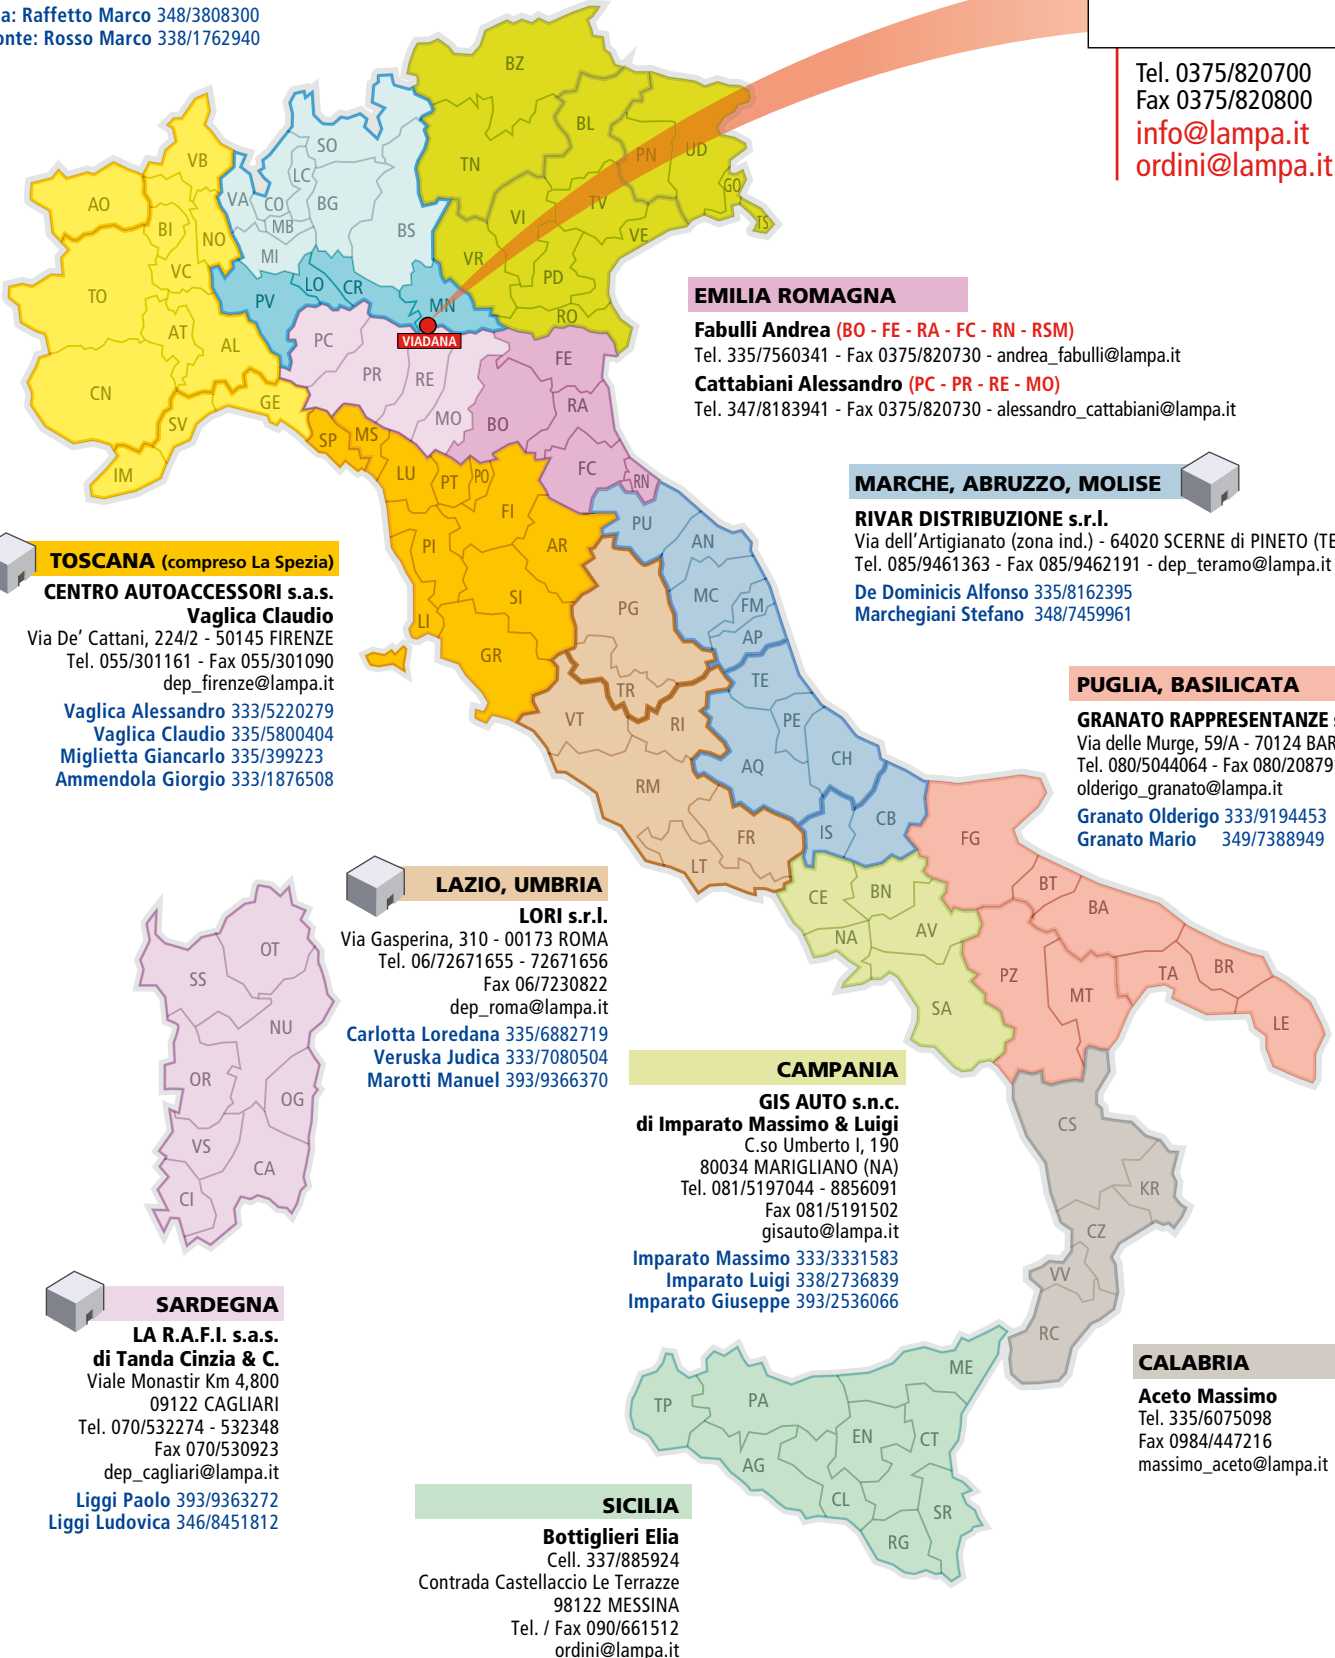 Raffetto Marco 348/3808300
Rosso Marco 338/1762940
Tel. 0375/820700
Fax 0375/820800
info@lampa.it
ordini@lampa.it
BZ
BL
PN
UD
TN
GO
TV
TS
VI
VE
VR
PD
RO
SO
LC
VA
CO
BG
MB
BS
MI
LO
CR
PV
MN
VIADANA
VB
AO
BI
NO
VC
TO
AT
AL
CN
GE
SV
IM
PC
PR
RE
MO
FE
RA
BO
FC
RN
EMILIA ROMAGNA
Fabulli Andrea (BO - FE - RA - FC - RN - RSM)
Tel. 335/7560341 - Fax 0375/820730 - andrea_fabulli@lampa.it
Cattabiani Alessandro (PC - PR - RE - MO)
Tel. 347/8183941 - Fax 0375/820730 - alessandro_cattabiani@lampa.it
SP
MS
LU
PT
PO
FI
PI
AR
SI
LI
GR
PU
AN
MC
FM
AP
PG
TR
VT
RI
RM
FR
LT
TE
PE
AQ
CH
IS
CB
MARCHE, ABRUZZO, MOLISE
RIVAR DISTRIBUZIONE s.r.l.
Via dell'Artigianato (zona ind.) - 64020 SCERNE di PINETO (TE
Tel. 085/9461363 - Fax 085/9462191 - dep_teramo@lampa.it
De Dominicis Alfonso 335/8162395
Marchegiani Stefano 348/7459961
TOSCANA (compreso La Spezia)
CENTRO AUTOACCESSORI s.a.s.
Vaglica Claudio
Via De' Cattani, 224/2 - 50145 FIRENZE
Tel. 055/301161 - Fax 055/301090
dep_firenze@lampa.it
Vaglica Alessandro 333/5220279
Vaglica Claudio 335/5800404
Miglietta Giancarlo 335/399223
Ammendola Giorgio 333/1876508
PUGLIA, BASILICATA
GRANATO RAPPRESENTANZE
Via delle Murge, 59/A - 70124
Tel. 080/5044064 - Fax
olderigo_granato@lampa.it
Granato Olderigo 333/9194453
Granato Mario 349/7388949
FG
BT
BA
PZ
MT
TA
BR
LE
LAZIO, UMBRIA
LORI s.r.l.
Via Gasperina, 310 - 00173 ROMA
Tel. 06/72671655 - 72671656
Fax 06/7230822
dep_roma@lampa.it
Carlotta Loredana 335/6882719
Veruska Judica 333/7080504
Marotti Manuel 393/9366370
CE
BN
NA
AV
SA
CAMPANIA
GIS AUTO s.n.c.
di Imparato Massimo & Luigi
C.so Umberto I, 190
80034 MARIGLIANO (NA)
Tel. 081/5197044 - 8856091
Fax 081/5191502
gisauto@lampa.it
Imparato Massimo 333/3331583
Imparato Luigi 338/2736839
Imparato Giuseppe 393/2536066
OT
SS
NU
OR
OG
VS
CA
CI
SARDEGNA
LA R.A.F.I. s.a.s.
di Tanda Cinzia & C.
Viale Monastir Km 4,800
09122 CAGLIARI
Tel. 070/532274 - 532348
Fax 070/530923
dep_cagliari@lampa.it
Liggi Paolo 393/9363272
Liggi Ludovica 346/8451812
CS
KR
CZ
VV
RC
CALABRIA
Aceto Massimo
Tel. 335/6075098
Fax 0984/447216
massimo_aceto@lampa.it
ME
TP
PA
EN
CT
AG
CL
SR
RG
SICILIA
Bottiglieri Elia
Cell. 337/885924
Contrada Castellaccio Le Terrazze
98122 MESSINA
Tel. / Fax 090/661512
ordini@lampa.it